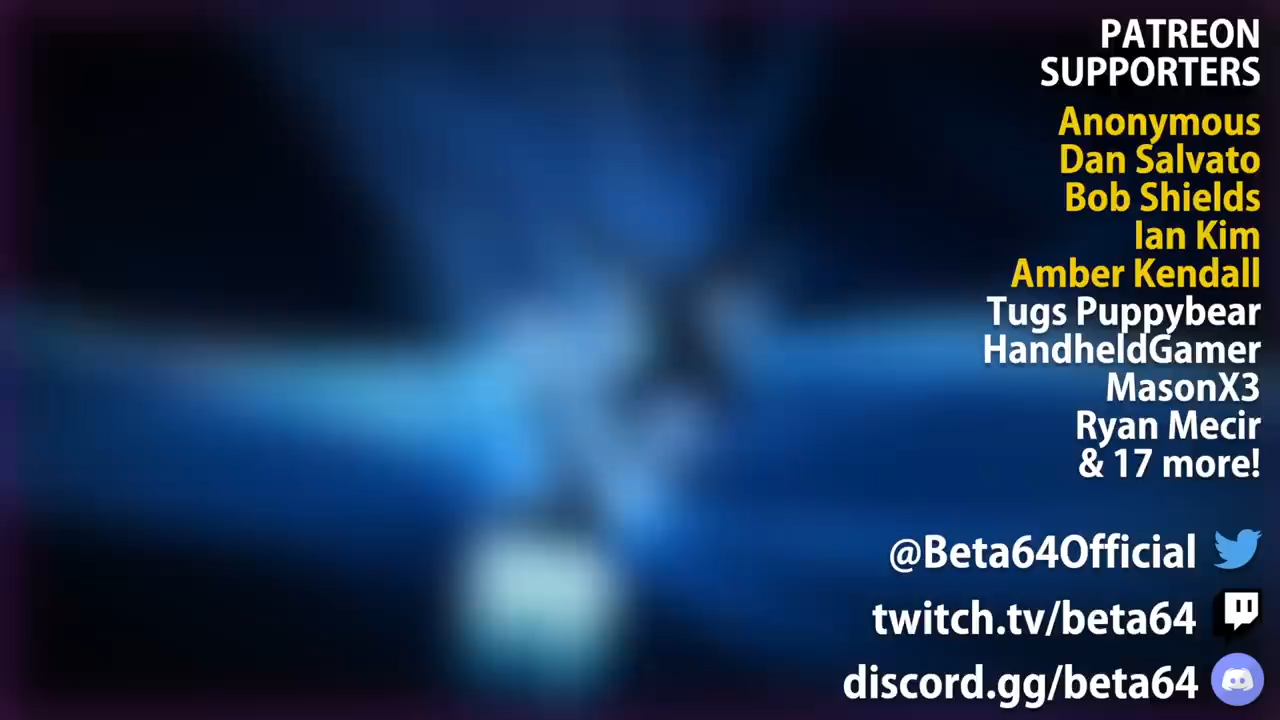 PATREON
SUPPORTERS
Anonymous
Dan Salvato
Bob Shields
Ian Kim
Amber Kendall
Tugs Puppybear
HandheldGamer
MasonX3
Ryan Mecir
& 17 more!
@Beta64Official
twitch.tv/beta64
discord.gg/beta64